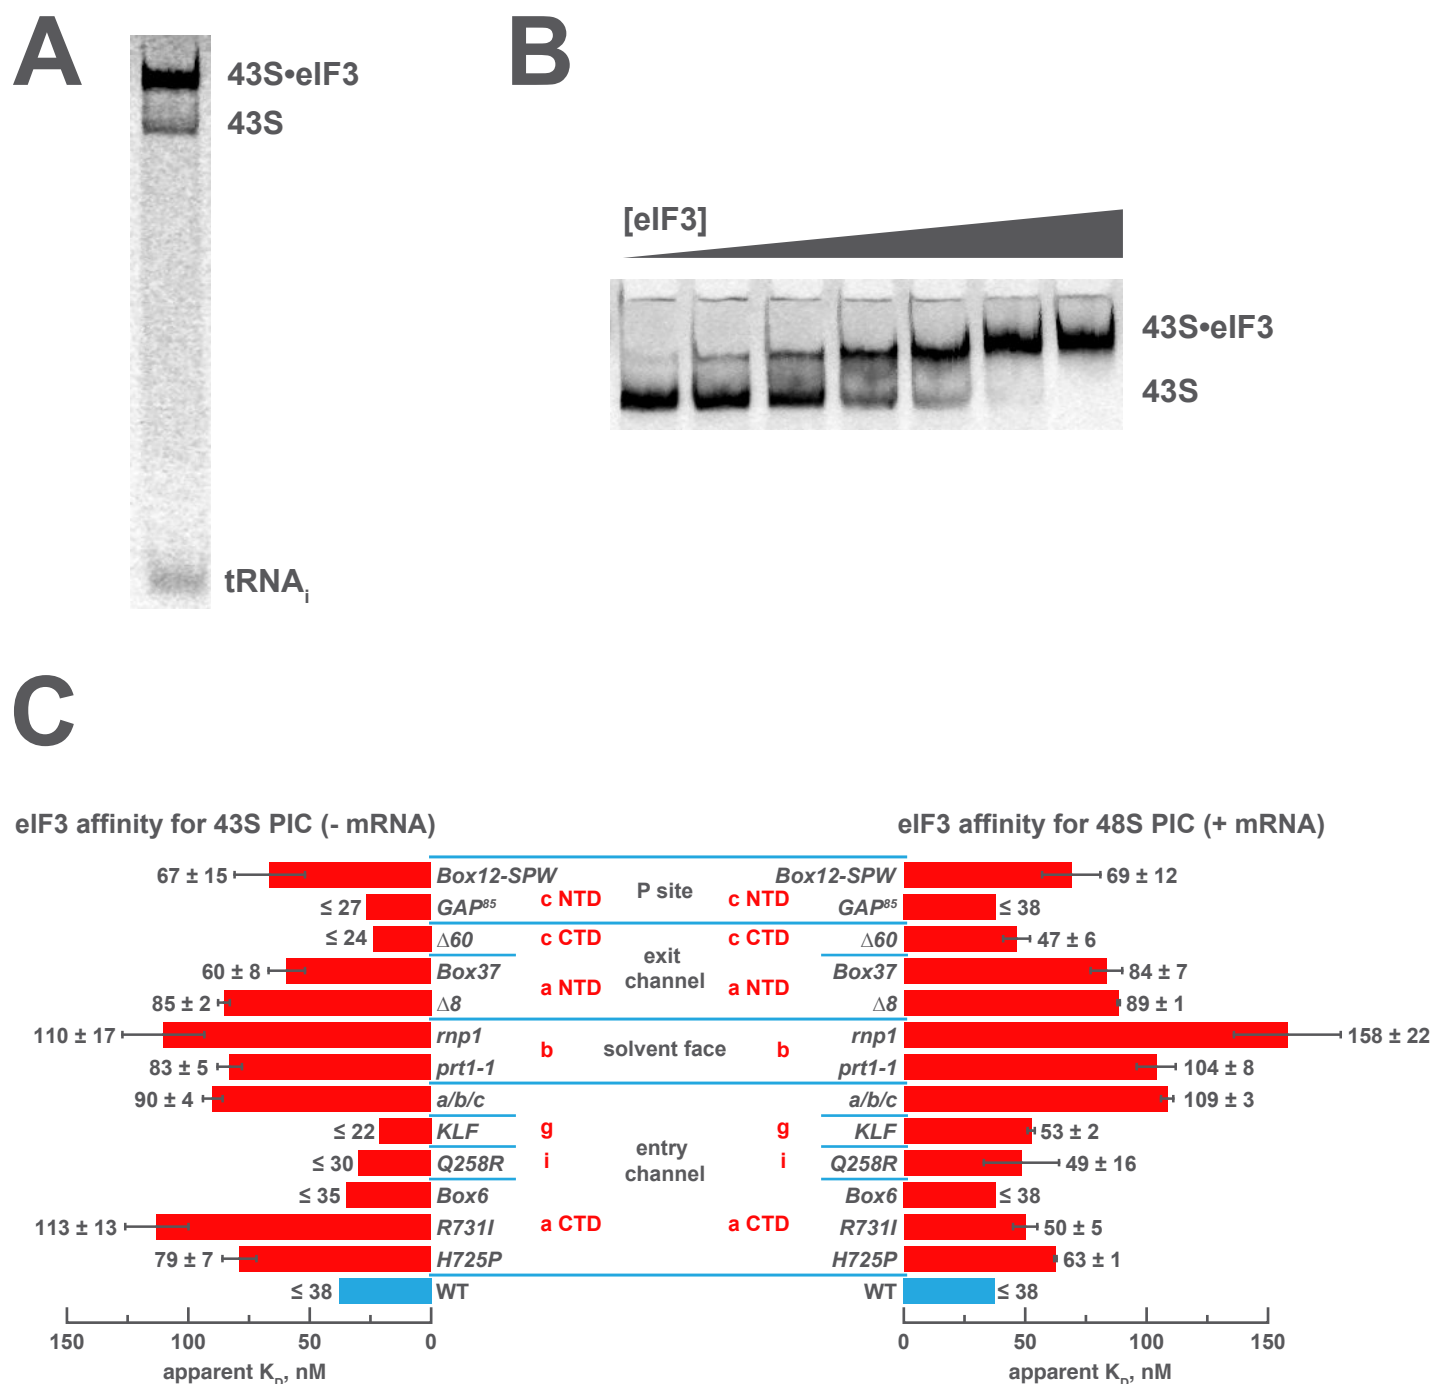 A
43S•eIF3
43S
tRNAi
B
[eIF3]
43S•eIF3
43S
C
eIF3 affinity for 43S PIC (- mRNA)
eIF3 affinity for 48S PIC (+ mRNA)
67 ± 15 Box12-SPW P site Box12-SPW 69 ± 12
≤ 27 GAP85 c NTD c NTD GAP85 ≤ 38
≤ 24 Δ60 c CTD exit channel c CTD Δ60 47 ± 6
60 ± 8 Box37 Box37 84 ± 7
a NTD a NTD
85 ± 2 Δ8 Δ8 89 ± 1
110 ± 17 rnp1 rnp1 158 ± 22
b solvent face b
83 ± 5 prt1-1 prt1-1 104 ± 8
90 ± 4 a/b/c a/b/c 109 ± 3
≤ 22 KLF g entry channel g KLF 53 ± 2
≤ 30 Q258R i i Q258R 49 ± 16
≤ 35 Box6 Box6 ≤ 38
113 ± 13 R731I a CTD a CTD R731I 50 ± 5
79 ± 7 H725P H725P 63 ± 1
≤ 38 WT WT ≤ 38
150 100 50 0
0 50 100 150
apparent KD, nM
apparent KD, nM